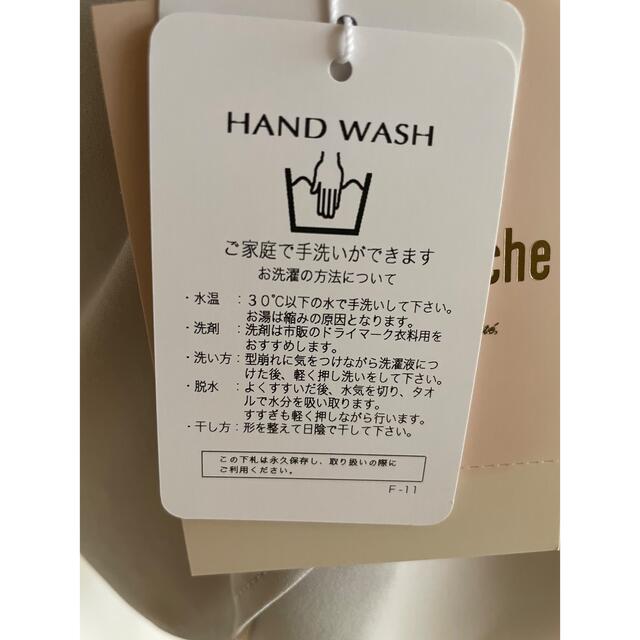 HAND WASH
ご家庭で手洗いができます
お洗濯の方法について
・水温 : 30℃以下の水で手洗いして下さい。
お湯は縮みの原因となります。
・洗剤 : 洗剤は市販のドライマーク衣料用を
おすすめします。
・洗い方: 型崩れに気をつけながら洗濯液につ
けた後、軽く押し洗いをして下さい。
・脱水 : よくすすいだ後、水気を切り、タオ
ルで水分を吸い取ります。
すすぎも軽く押しながら行います。
・干し方: 形を整えて日陰で干して下さい。
この下札は永久保存し、取り扱いの際に
ご利用ください。
F-11
che